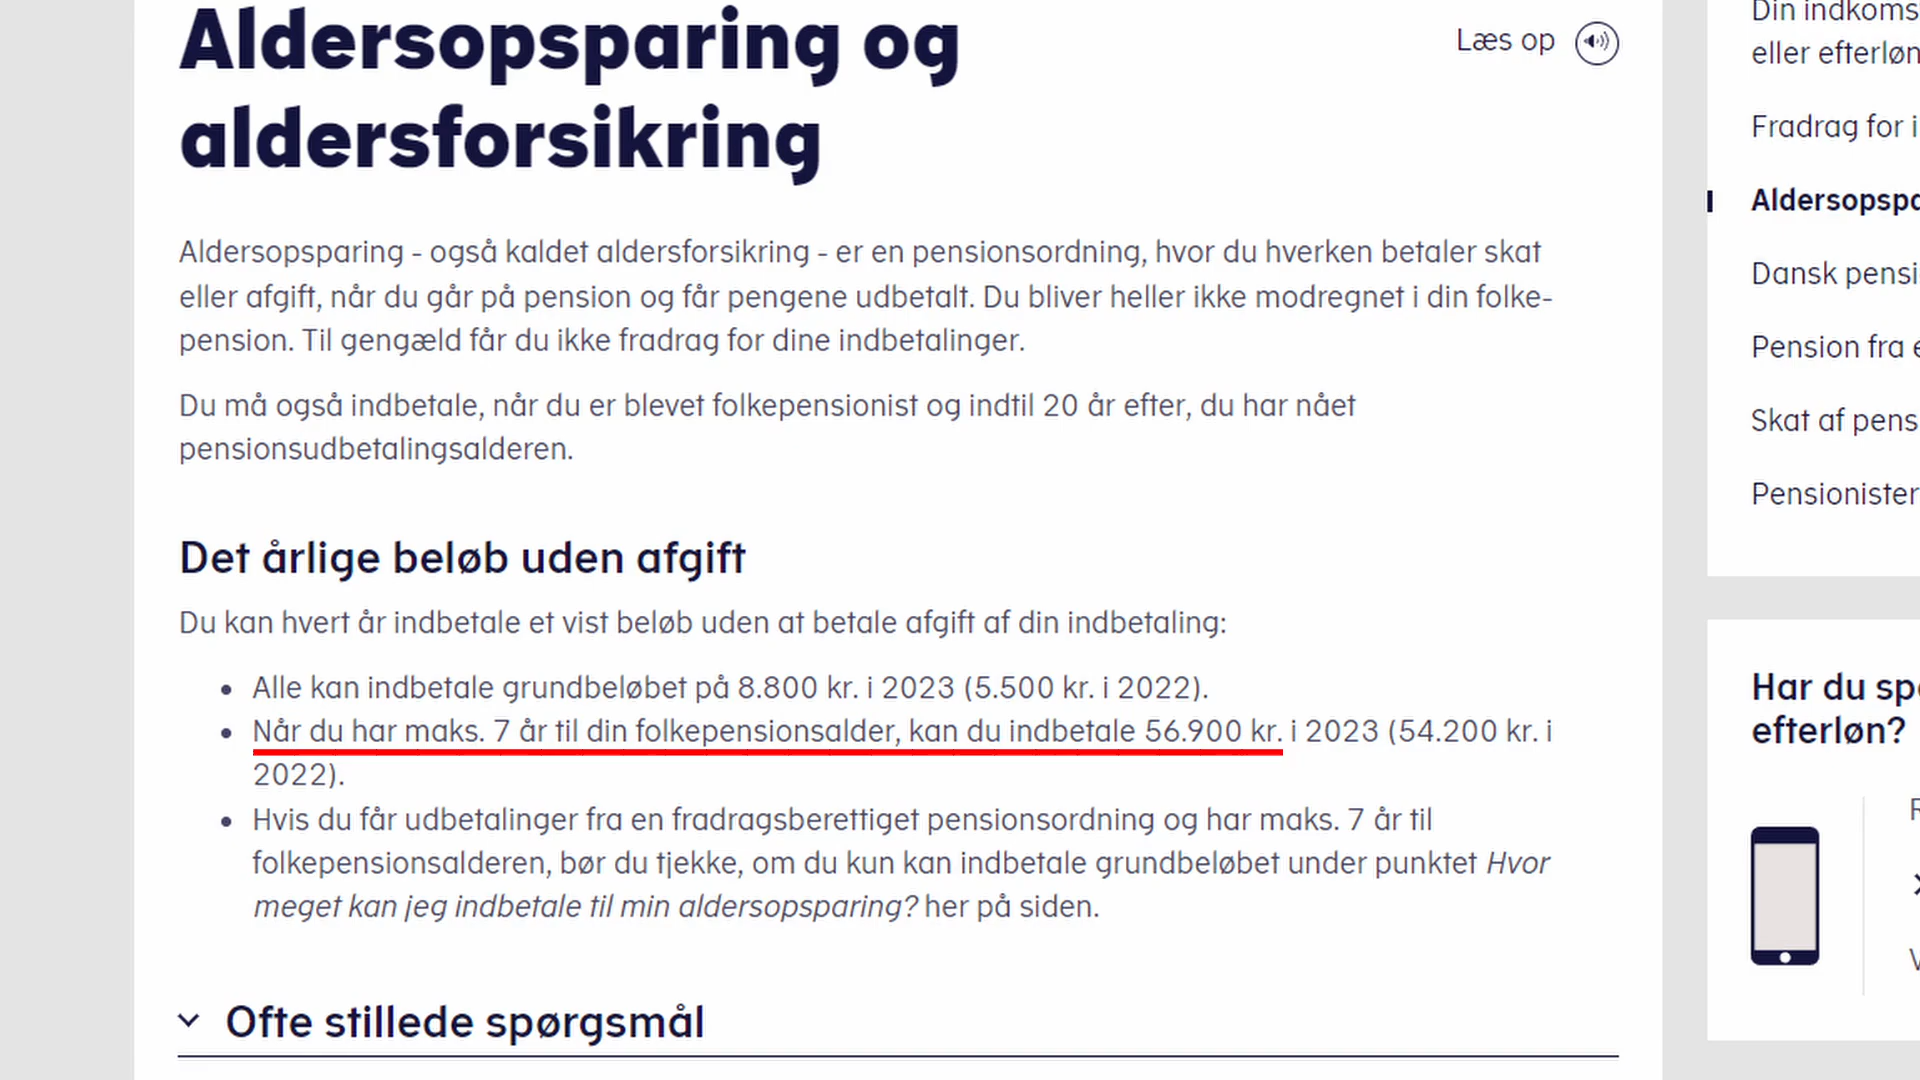 Aldersopsparing og
aldersforsikring
Læs op
Aldersopsparing - også kaldet aldersforsikring - er en pensionsordning, hvor du hverken betaler skat
eller afgift, når du går på pension og får pengene udbetalt. Du bliver heller ikke modregnet i din folke-
pension. Til gengæld får du ikke fradrag for dine indbetalinger.
Du må også indbetale, når du er blevet folkepensionist og indtil 20 år efter, du har nået
pensionsudbetalingsalderen.
Det årlige beløb uden afgift
Du kan hvert år indbetale et vist beløb uden at betale afgift af din indbetaling:
• Alle kan indbetale grundbeløbet på 8.800 kr. i 2023 (5.500 kr. i 2022).
• Når du har maks. 7 år til din folkepensionsalder, kan du indbetale 56.900 kr. i 2023 (54.200 kr. i
2022).
• Hvis du får udbetalinger fra en fradragsberettiget pensionsordning og har maks. 7 år til
folkepensionsalderen, bør du tjekke, om du kun kan indbetale grundbeløbet under punktet Hvor
meget kan jeg indbetale til min aldersopsparing? her på siden.
Ofte stillede spørgsmål
Din indkoms
eller efterløn
Fradrag for i
Aldersopspa
Dansk pensi
Pension fra e
Skat af pens
Pensionister
Har du spø
efterløn?